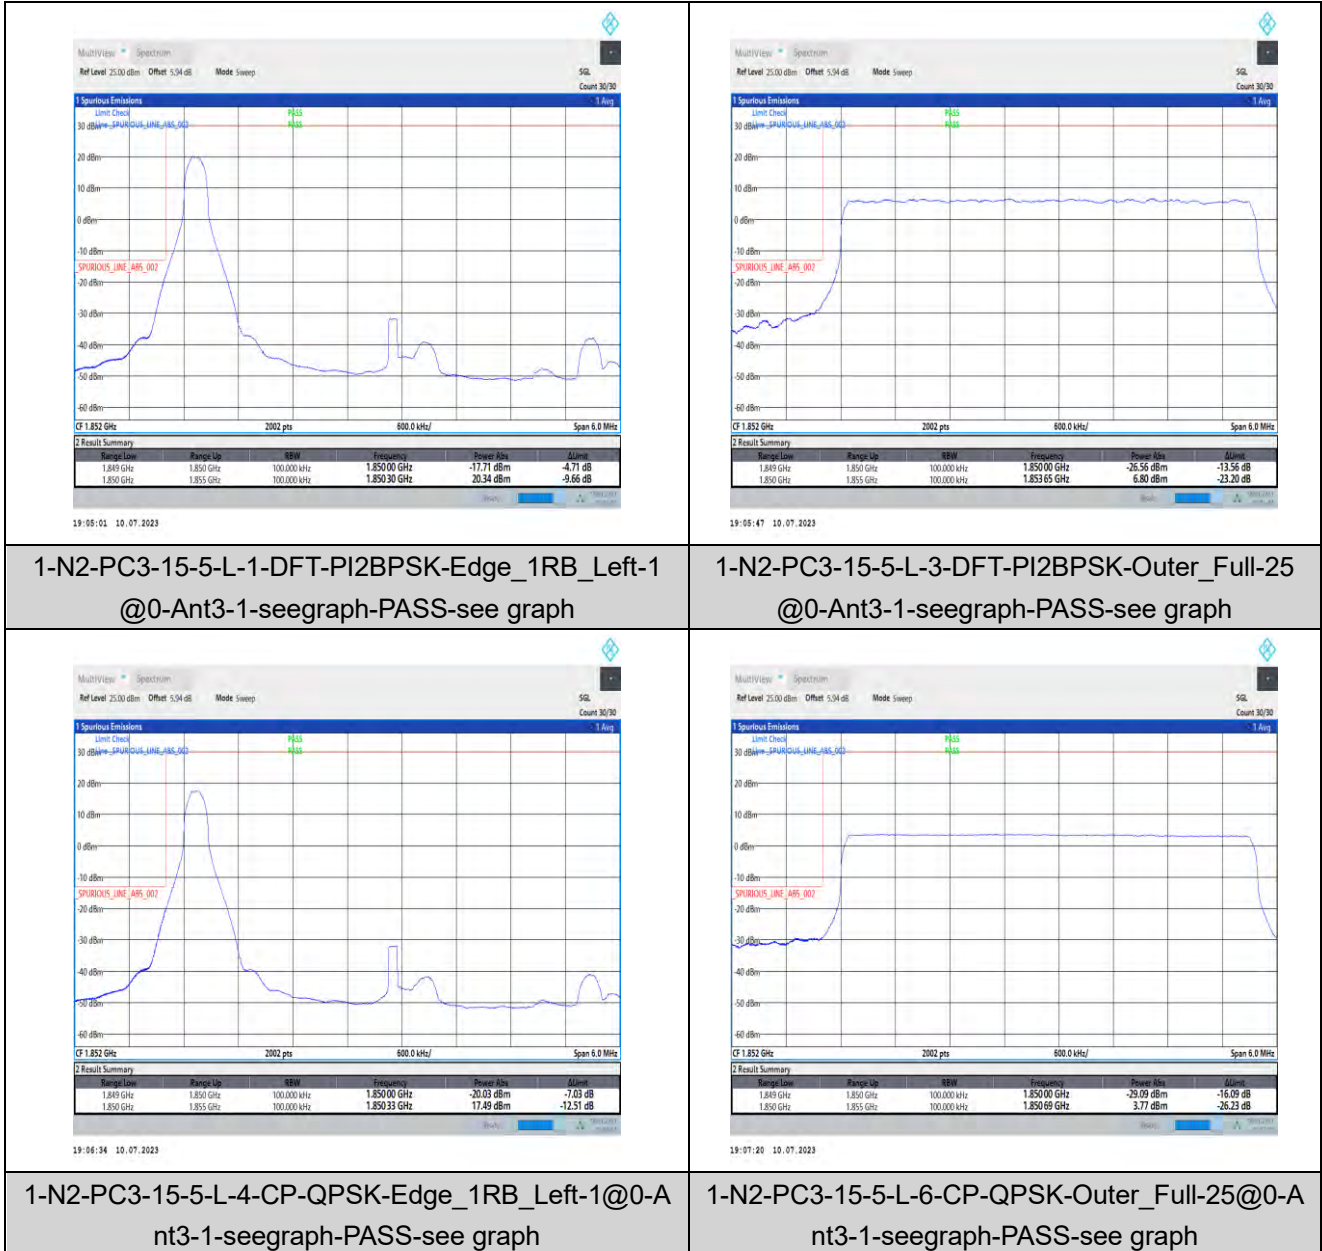 MultiView Spectrum
Ref Level 25.00 dBm Offset 5.94 dB Mode Sweep SGL
Count 30/30
1 Spurious Emissions 1 Avg
Limit Check PASS
30 dBm Line _SPURIOUS_LINE_ABS_002 PASS
20 dBm
10 dBm
0 dBm
-10 dBm
_SPURIOUS_LINE_ABS_002
-20 dBm
-30 dBm
-40 dBm
-50 dBm
-60 dBm
CF 1.852 GHz 2002 pts 600.0 kHz/ Span 6.0 MHz
2 Result Summary
Range Low Range Up RBW Frequency Power Abs ΔLimit
1.849 GHz 1.850 GHz 100.000 kHz 1.85000 GHz -17.71 dBm -4.71 dB
1.850 GHz 1.855 GHz 100.000 kHz 1.85030 GHz 20.34 dBm -9.66 dB
19:05:01 10.07.2023
1-N2-PC3-15-5-L-1-DFT-PI2BPSK-Edge_1RB_Left-1
@0-Ant3-1-seegraph-PASS-see graph
MultiView Spectrum
Ref Level 25.00 dBm Offset 5.94 dB Mode Sweep SGL
Count 30/30
1 Spurious Emissions 1 Avg
Limit Check PASS
30 dBm Line _SPURIOUS_LINE_ABS_002 PASS
20 dBm
10 dBm
0 dBm
-10 dBm
_SPURIOUS_LINE_ABS_002
-20 dBm
-30 dBm
-40 dBm
-50 dBm
-60 dBm
CF 1.852 GHz 2002 pts 600.0 kHz/ Span 6.0 MHz
2 Result Summary
Range Low Range Up RBW Frequency Power Abs ΔLimit
1.849 GHz 1.850 GHz 100.000 kHz 1.85000 GHz -26.56 dBm -13.56 dB
1.850 GHz 1.855 GHz 100.000 kHz 1.85365 GHz 6.80 dBm -23.20 dB
19:05:47 10.07.2023
1-N2-PC3-15-5-L-3-DFT-PI2BPSK-Outer_Full-25
@0-Ant3-1-seegraph-PASS-see graph
MultiView Spectrum
Ref Level 25.00 dBm Offset 5.94 dB Mode Sweep SGL
Count 30/30
1 Spurious Emissions 1 Avg
Limit Check PASS
30 dBm Line _SPURIOUS_LINE_ABS_002 PASS
20 dBm
10 dBm
0 dBm
-10 dBm
_SPURIOUS_LINE_ABS_002
-20 dBm
-30 dBm
-40 dBm
-50 dBm
-60 dBm
CF 1.852 GHz 2002 pts 600.0 kHz/ Span 6.0 MHz
2 Result Summary
Range Low Range Up RBW Frequency Power Abs ΔLimit
1.849 GHz 1.850 GHz 100.000 kHz 1.85000 GHz -20.03 dBm -7.03 dB
1.850 GHz 1.855 GHz 100.000 kHz 1.85033 GHz 17.49 dBm -12.51 dB
19:06:34 10.07.2023
1-N2-PC3-15-5-L-4-CP-QPSK-Edge_1RB_Left-1@0-A
nt3-1-seegraph-PASS-see graph
MultiView Spectrum
Ref Level 25.00 dBm Offset 5.94 dB Mode Sweep SGL
Count 30/30
1 Spurious Emissions 1 Avg
Limit Check PASS
30 dBm Line _SPURIOUS_LINE_ABS_002 PASS
20 dBm
10 dBm
0 dBm
-10 dBm
_SPURIOUS_LINE_ABS_002
-20 dBm
-30 dBm
-40 dBm
-50 dBm
-60 dBm
CF 1.852 GHz 2002 pts 600.0 kHz/ Span 6.0 MHz
2 Result Summary
Range Low Range Up RBW Frequency Power Abs ΔLimit
1.849 GHz 1.850 GHz 100.000 kHz 1.85000 GHz -29.09 dBm -16.09 dB
1.850 GHz 1.855 GHz 100.000 kHz 1.85069 GHz 3.77 dBm -26.23 dB
19:07:20 10.07.2023
1-N2-PC3-15-5-L-6-CP-QPSK-Outer_Full-25@0-A
nt3-1-seegraph-PASS-see graph